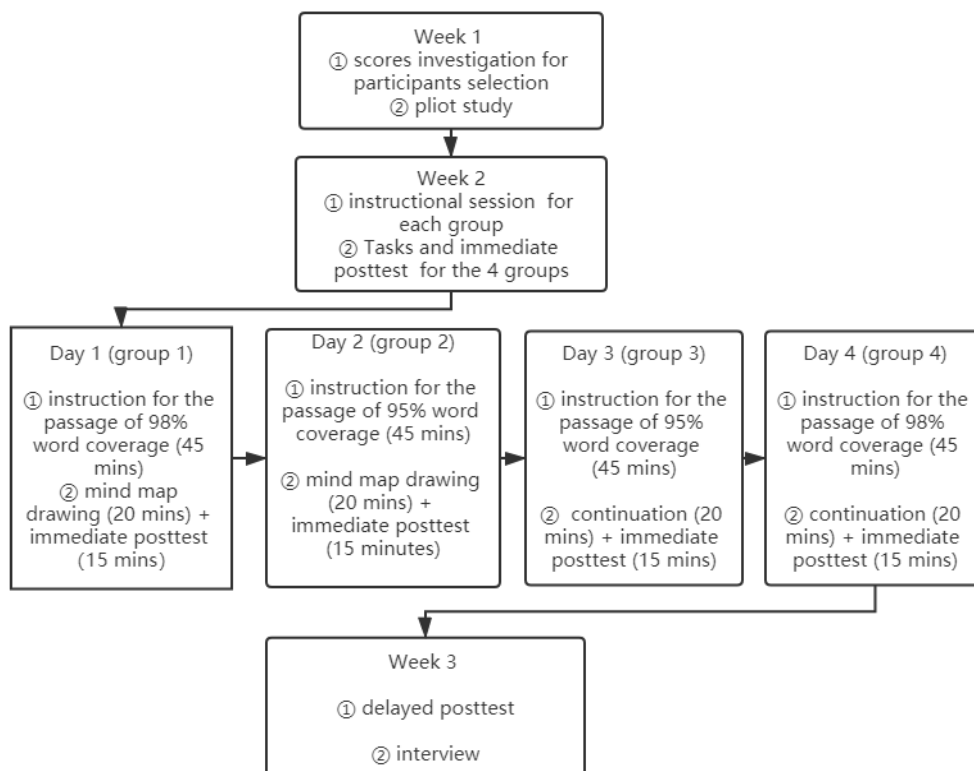 Week 1
① scores investigation for
participants selection
② pliot study
Week 2
① instructional session for
each group
② Tasks and immediate
posttest for the 4 groups
Day 1 (group 1)
① instruction for the
passage of 98%
word coverage (45
mins)
② mind map
drawing (20 mins) +
immediate posttest
(15 mins)
Day 2 (group 2)
① instruction for the
passage of 95% word
coverage (45 mins)
② mind map drawing
(20 mins) +
immediate posttest
(15 minutes)
Day 3 (group 3)
① instruction for the
passage of 95%
word coverage
(45 mins)
② continuation (20
mins) + immediate
posttest (15 mins)
Day 4 (group 4)
① instruction for the
passage of 98%
word coverage (45
mins)
② continuation (20
mins) + immediate
posttest (15 mins)
Week 3
① delayed posttest
② interview